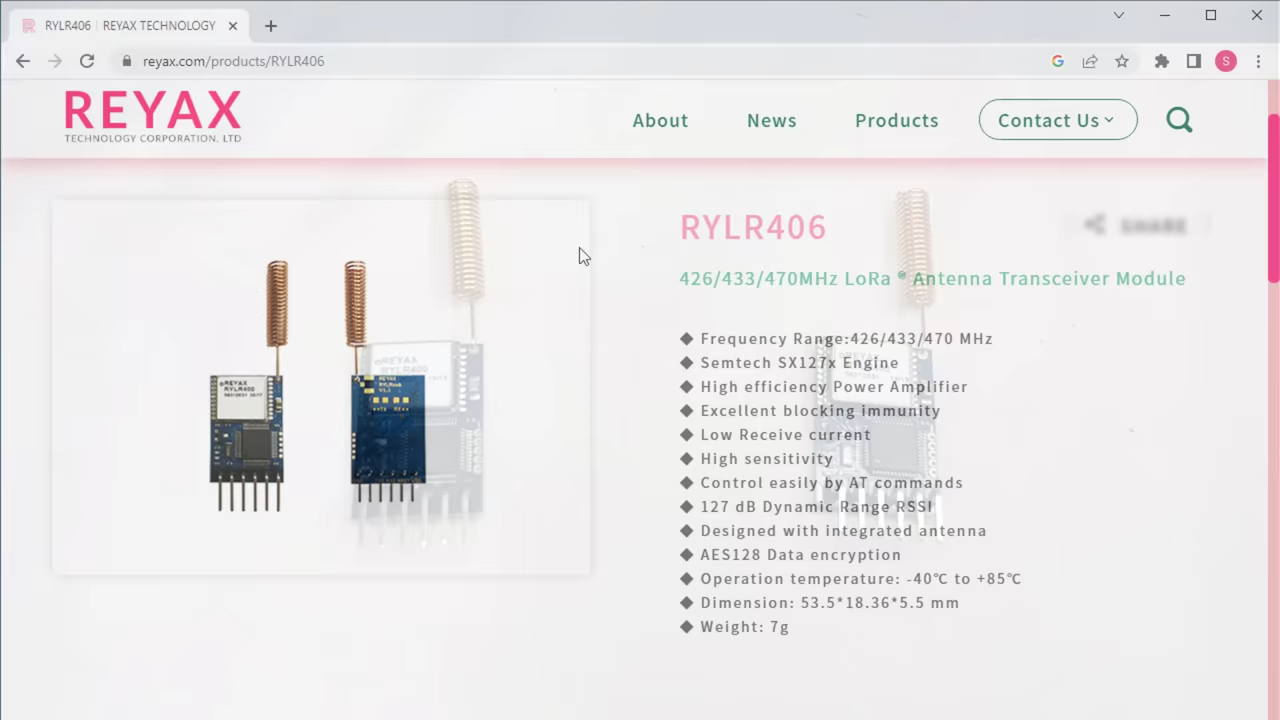 RYLR406 | REYAX TECHNOLOGY
reyax.com/products/RYLR406
S
REYAX
TECHNOLOGY CORPORATION. LTD
About
News
Products
Contact Us
RYLR406
SHARE
426/433/470MHz LoRa ® Antenna Transceiver Module
◆ Frequency Range:426/433/470 MHz
◆ Semtech SX127x Engine
◆ High efficiency Power Amplifier
◆ Excellent blocking immunity
◆ Low Receive current
◆ High sensitivity
◆ Control easily by AT commands
◆ 127 dB Dynamic Range RSSI
◆ Designed with integrated antenna
◆ AES128 Data encryption
◆ Operation temperature: -40℃ to +85℃
◆ Dimension: 53.5*18.36*5.5 mm
◆ Weight: 7g
REYAX
RYLR400
REYAX